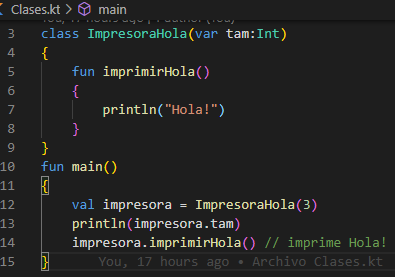 Clases.kt > main
You, 17 hours ago | 1 author (You)
3 class ImpresoraHola(var tam:Int)
4 {
5 fun imprimirHola()
6 {
7 println("Hola!")
8 }
9 }
10 fun main()
11 {
12 val impresora = ImpresoraHola(3)
13 println(impresora.tam)
14 impresora.imprimirHola() // imprime Hola!
15 } You, 17 hours ago • Archivo Clases.kt